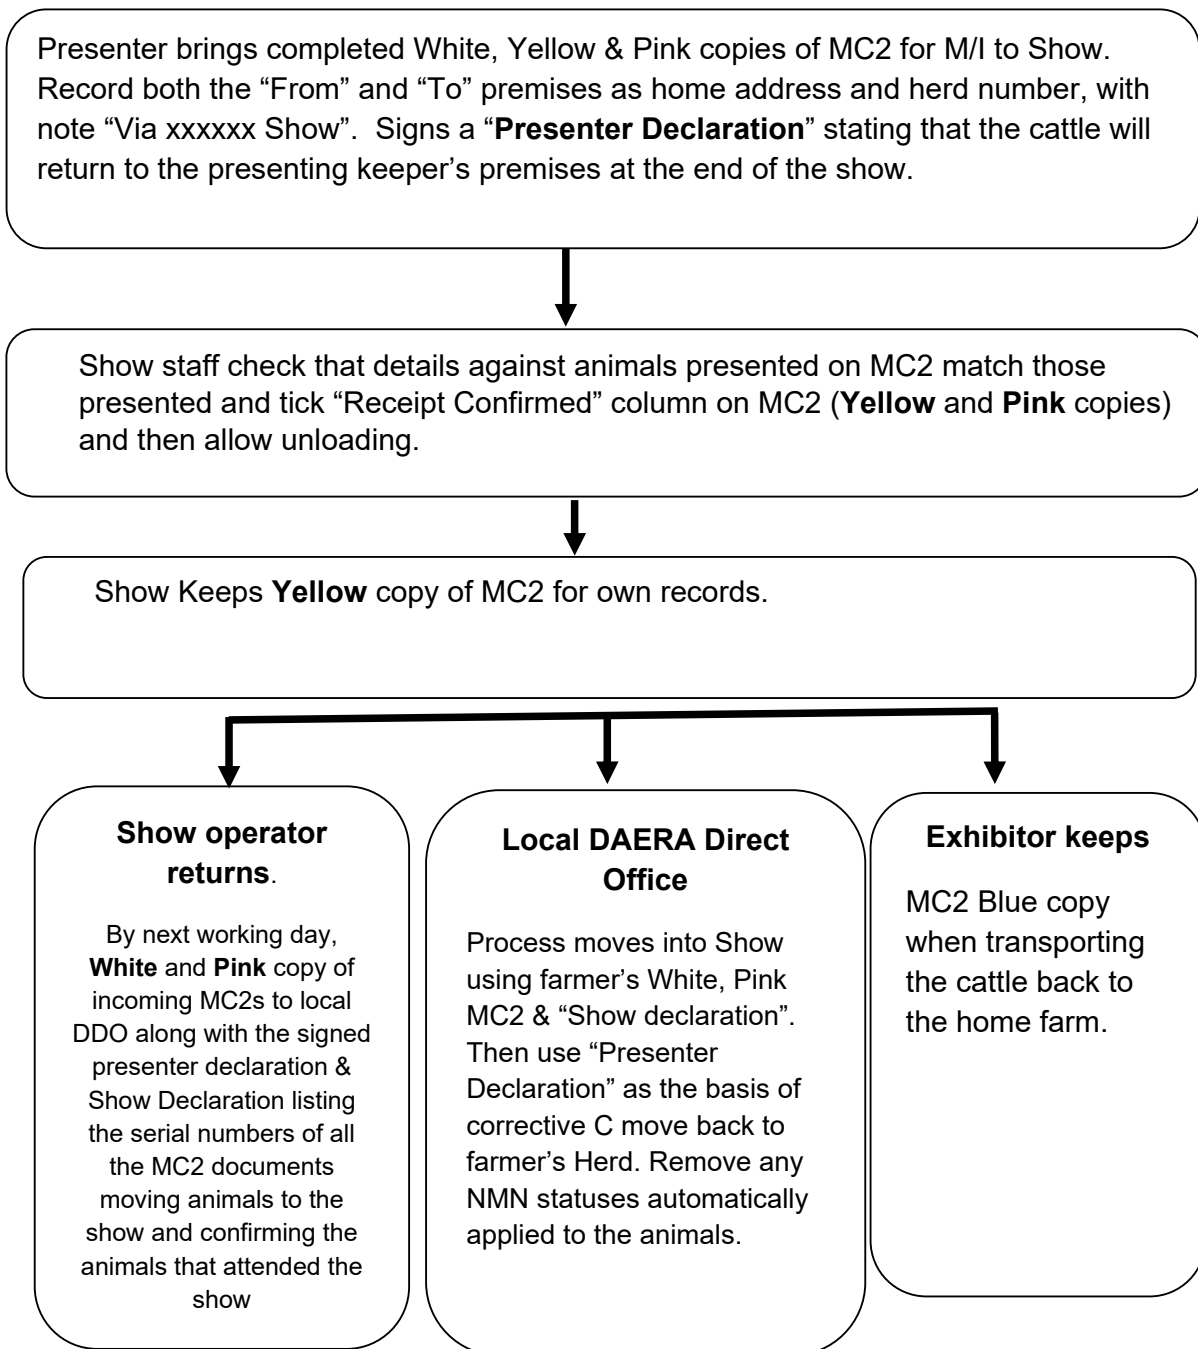 Presenter brings completed White, Yellow & Pink copies of MC2 for M/I to Show.
Record both the “From” and “To” premises as home address and herd number, with
note “Via xxxxxx Show”.  Signs a “Presenter Declaration” stating that the cattle will
return to the presenting keeper’s premises at the end of the show.
Show staff check that details against animals presented on MC2 match those
presented and tick “Receipt Confirmed” column on MC2 (Yellow and Pink copies)
and then allow unloading.
Show Keeps Yellow copy of MC2 for own records.
Show operator
returns.
By next working day,
White and Pink copy of
incoming MC2s to local
DDO along with the signed
presenter declaration &
Show Declaration listing
the serial numbers of all
the MC2 documents
moving animals to the
show and confirming the
animals that attended the
show
Local DAERA Direct
Office
Process moves into Show
using farmer’s White, Pink
MC2 & “Show declaration”.
Then use “Presenter
Declaration” as the basis of
corrective C move back to
farmer’s Herd. Remove any
NMN statuses automatically
applied to the animals.
Exhibitor keeps
MC2 Blue copy
when transporting
the cattle back to
the home farm.